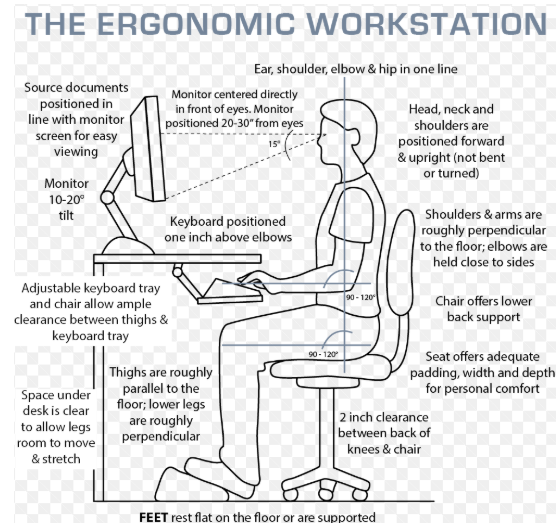 THE ERGONOMIC WORKSTATION
Ear, shoulder, elbow & hip in one line
Source documents
positioned in
line with monitor
screen for easy
viewing
Monitor centered directly
in front of eyes. Monitor
positioned 20-30" from eyes
15°
Head, neck and
shoulders are
positioned forward
& upright (not bent
or turned)
Monitor
10-20°
tilt
Keyboard positioned
one inch above elbows
Shoulders & arms are
roughly perpendicular
to the floor; elbows are
held close to sides
Adjustable keyboard tray
and chair allow ample
clearance between thighs &
keyboard tray
90 - 120°
Chair offers lower
back support
90 - 120°
Seat offers adequate
padding, width and depth
for personal comfort
Thighs are roughly
parallel to the
floor; lower legs
are roughly
perpendicular
Space under
desk is clear
to allow legs
room to move
& stretch
2 inch clearance
between back of
knees & chair
FEET rest flat on the floor or are supported